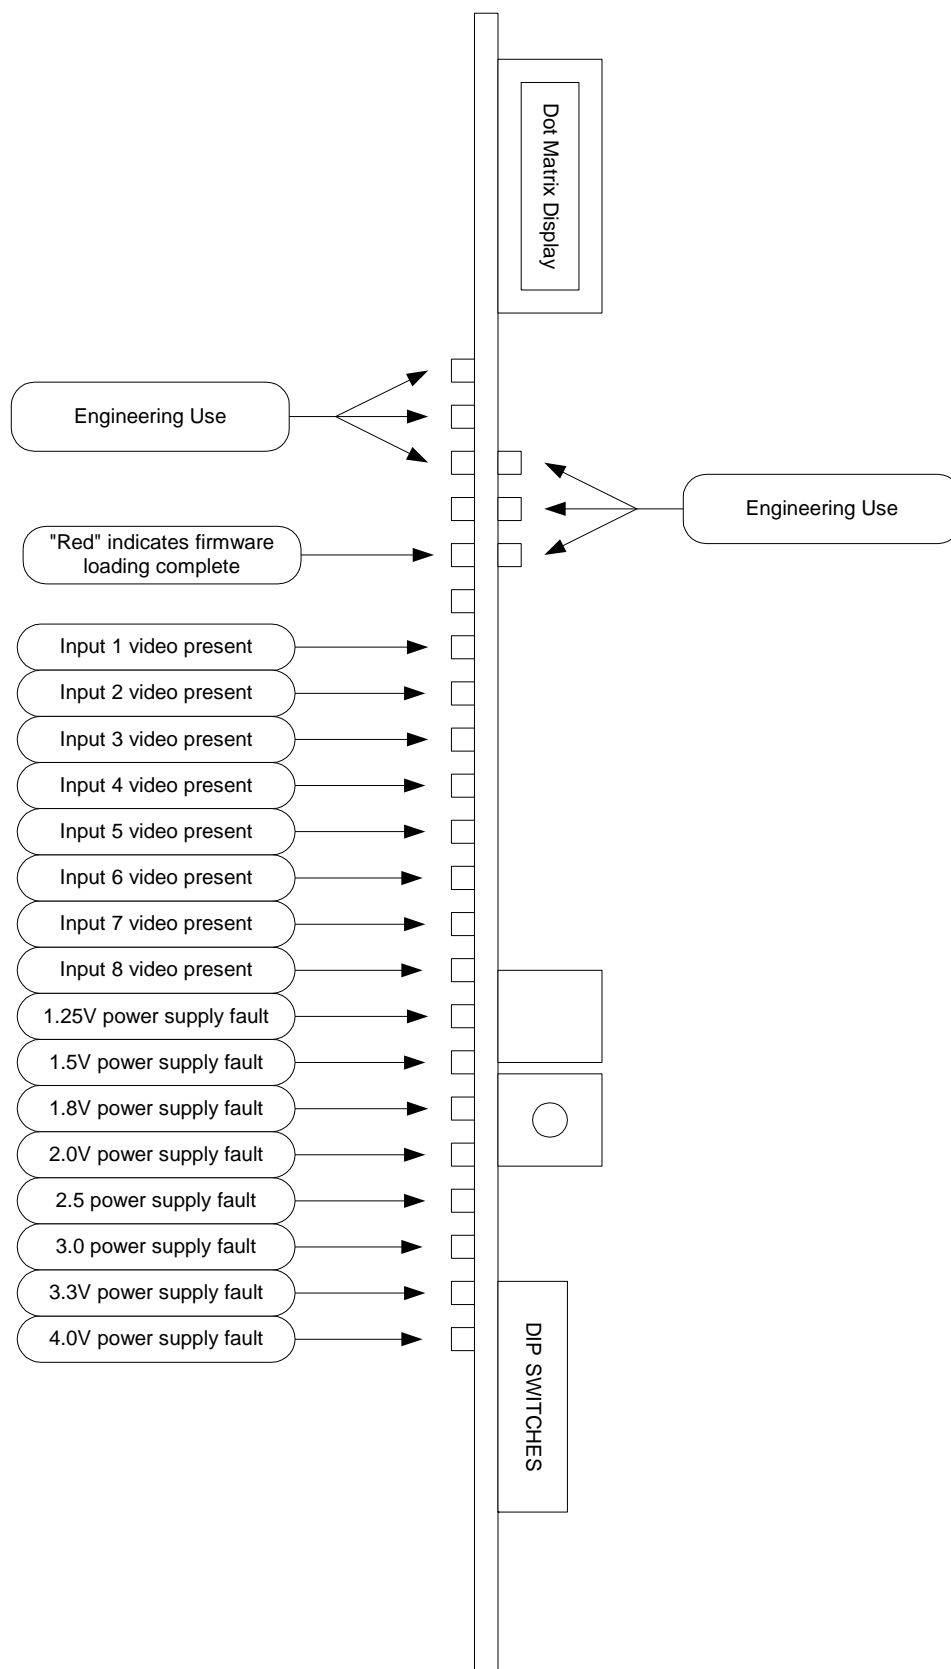 Dot Matrix Display
Engineering Use
Engineering Use
"Red" indicates firmware
loading complete
Input 1 video present
Input 2 video present
Input 3 video present
Input 4 video present
Input 5 video present
Input 6 video present
Input 7 video present
Input 8 video present
1.25V power supply fault
1.5V power supply fault
1.8V power supply fault
2.0V power supply fault
2.5 power supply fault
3.0 power supply fault
3.3V power supply fault
4.0V power supply fault
DIP SWITCHES